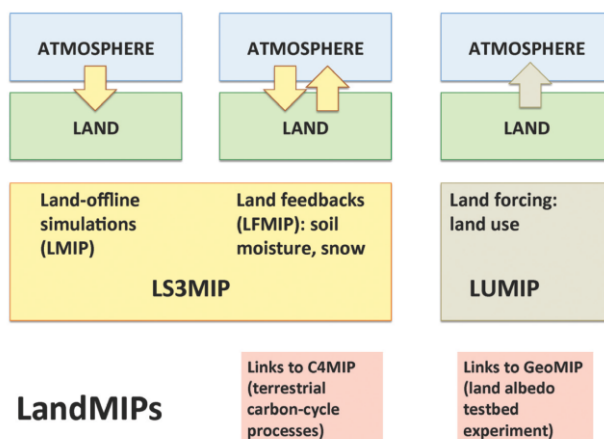 ATMOSPHERE
LAND
ATMOSPHERE
LAND
ATMOSPHERE
LAND
Land-offline
simulations
(LMIP)
Land feedbacks
(LFMIP): soil
moisture, snow
LS3MIP
Land forcing:
land use
LUMIP
LandMIPs
Links to C4MIP
(terrestrial
carbon-cycle
processes)
Links to GeoMIP
(land albedo
testbed
experiment)